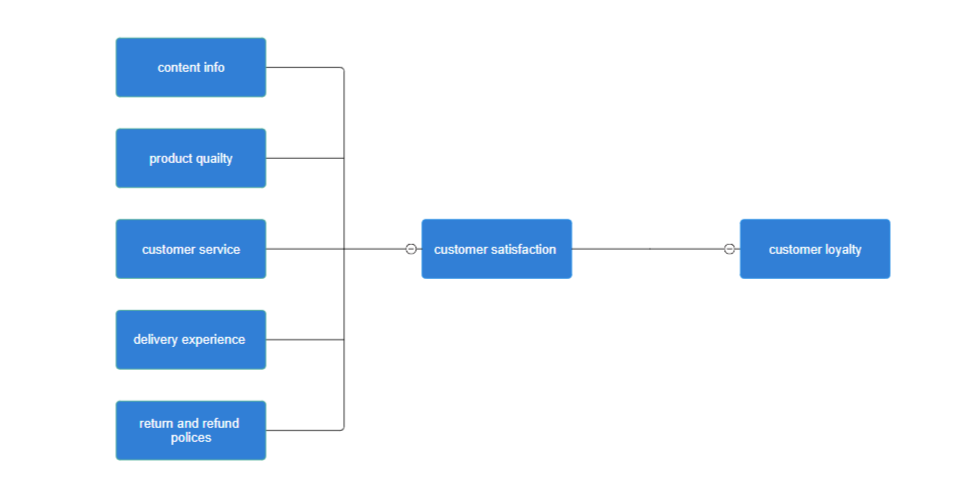 content info
product quailty
customer service
customer satisfaction
customer loyalty
delivery experience
return and refund
polices